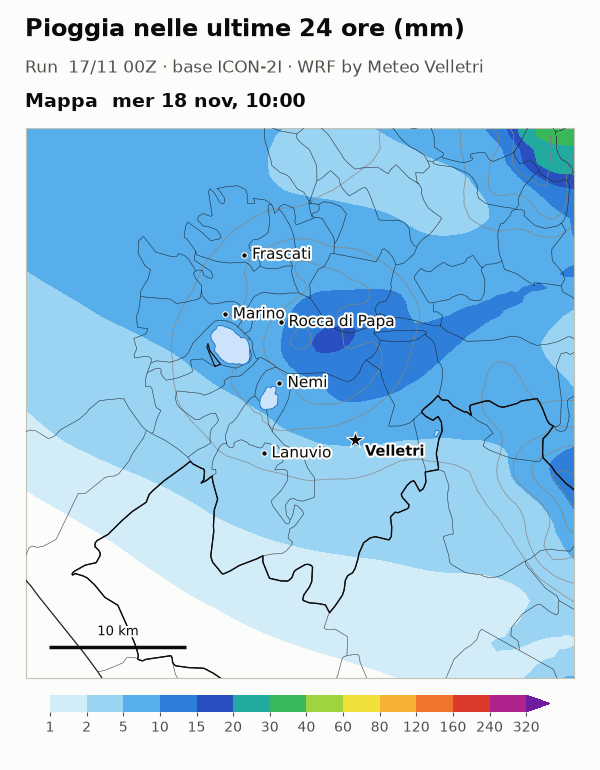 Pioggia nelle ultime 24 ore (mm)
Run  17/11 00Z · base ICON-2I · WRF by Meteo Velletri
Mappa  mer 18 nov, 10:00
Frascati
Marino
Rocca di Papa
Nemi
Velletri
Lanuvio
10 km
1 2 5 10 15 20 30 40 60 80 120 160 240 320